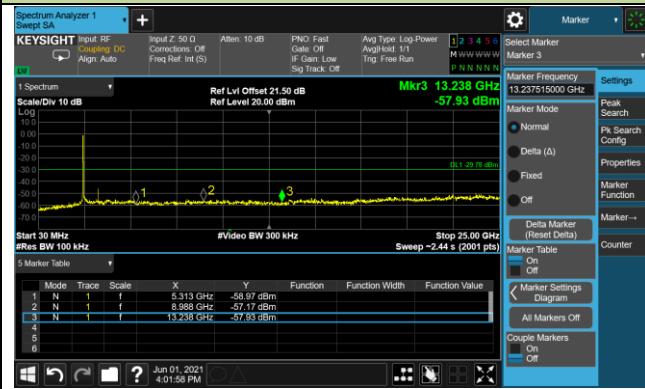 Spectrum Analyzer 1
Swept SA
+
Marker
KEYSIGHT
Input: RF
Coupling: DC
Align: Auto
Input Z: 50 Ω
Corrections: Off
Freq Ref: Int (S)
Atten: 10 dB
PNO: Fast
Gate: Off
IF Gain: Low
Sig Track: Off
Avg Type: Log-Power
Avg|Hold: 1/1
Trig: Free Run
1 2 3 4 5 6
M W W W W W
P N N N N N
LXI
Select Marker
Marker 3
1 Spectrum
Scale/Div 10 dB
Log
Ref Lvl Offset 21.50 dB
Ref Level 20.00 dBm
Mkr3 13.238 GHz
-57.93 dBm
10.0
0.00
-10.0
-20.0
-30.0
-40.0
-50.0
-60.0
-70.0
DL1 -29.76 dBm
1
2
3
Start 30 MHz
#Res BW 100 kHz
#Video BW 300 kHz
Stop 25.00 GHz
Sweep ~2.44 s (2001 pts)
5 Marker Table
Mode Trace Scale X Y Function Function Width Function Value
1 N 1 f 5.313 GHz -58.97 dBm
2 N 1 f 8.988 GHz -57.17 dBm
3 N 1 f 13.238 GHz -57.93 dBm
4
5
6
Marker Frequency
13.237515000 GHz
Marker Mode
Normal
Delta (Δ)
Fixed
Off
Delta Marker
(Reset Delta)
Marker Table
On
Off
Marker Settings
Diagram
All Markers Off
Couple Markers
On
Off
Settings
Peak
Search
Pk Search
Config
Properties
Marker
Function
Marker→
Counter
?
Jun 01, 2021
4:01:58 PM